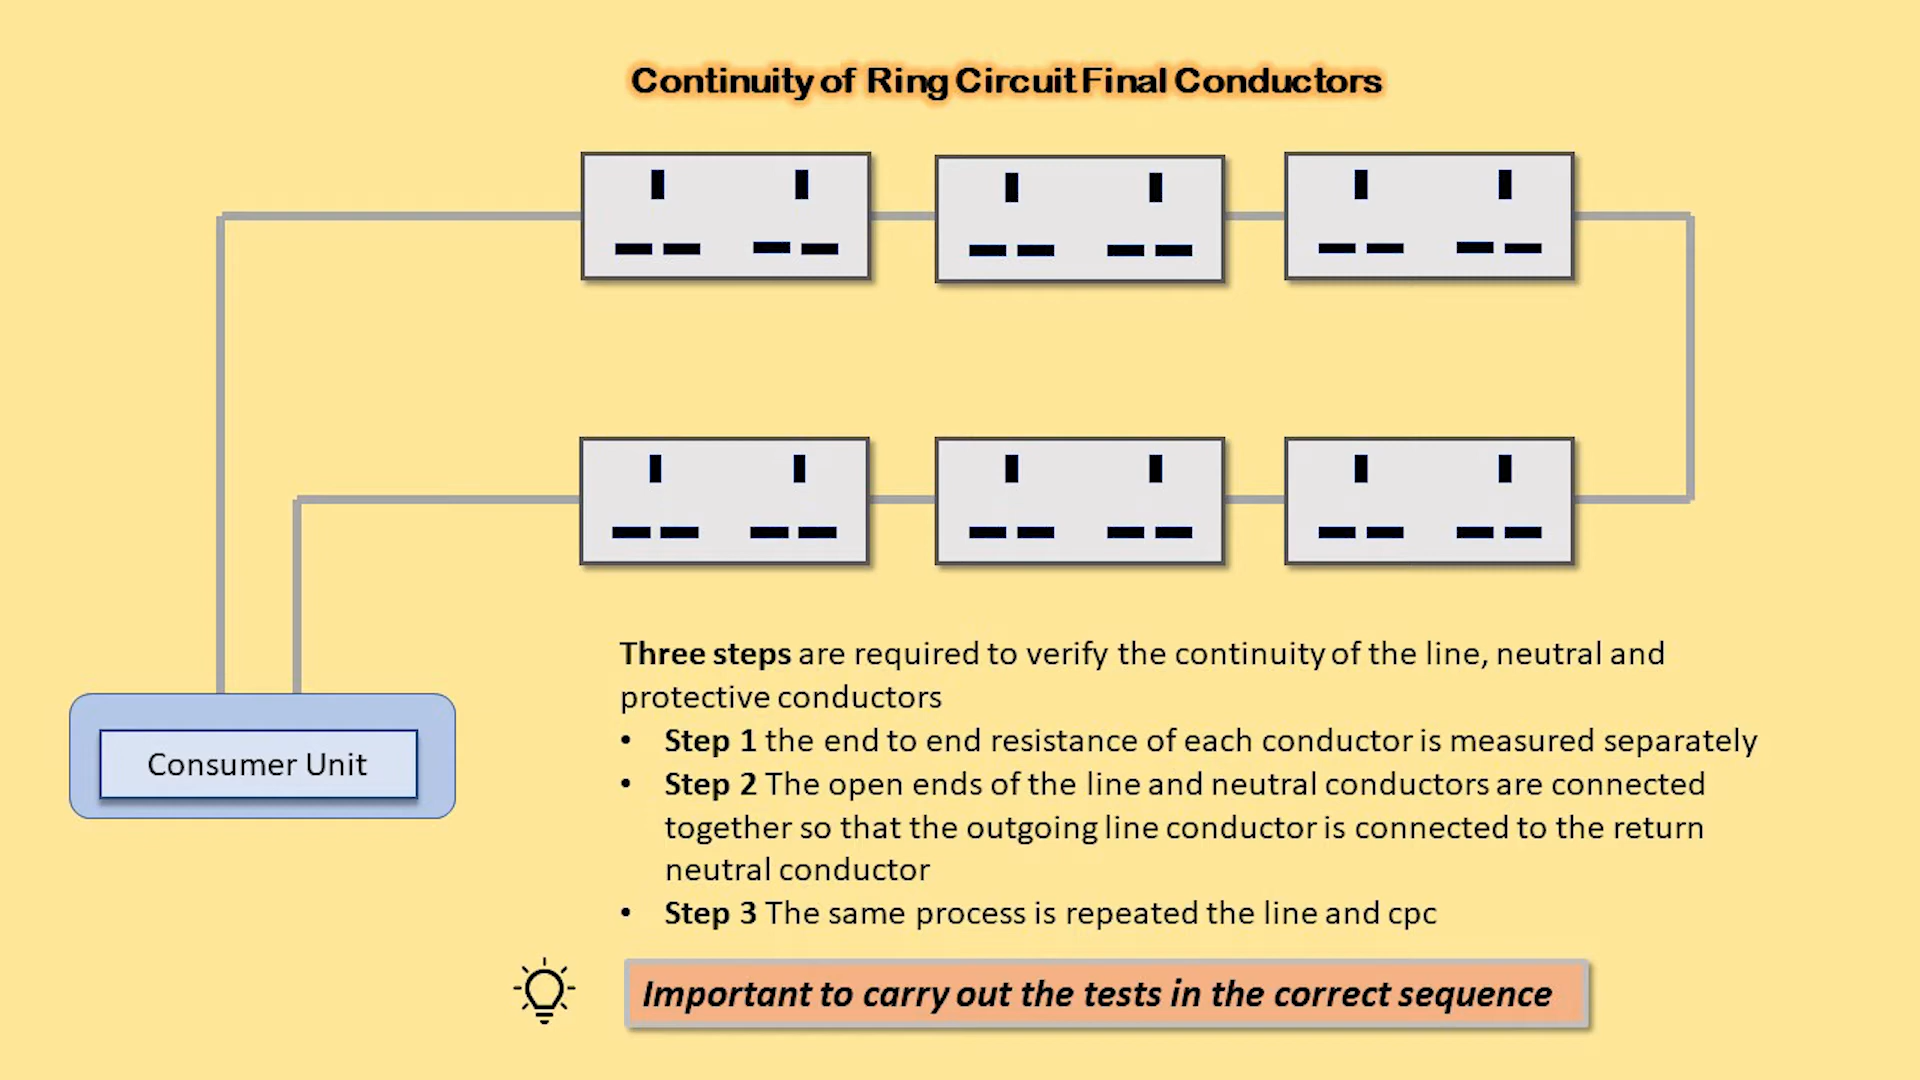 Continuity of Ring Circuit Final Conductors
Consumer Unit
Three steps are required to verify the continuity of the line, neutral and
protective conductors
• Step 1 the end to end resistance of each conductor is measured separately
• Step 2 The open ends of the line and neutral conductors are connected
together so that the outgoing line conductor is connected to the return
neutral conductor
• Step 3 The same process is repeated the line and cpc
Important to carry out the tests in the correct sequence